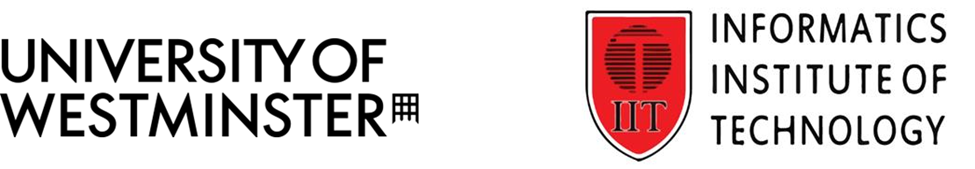 UNIVERSITY OF
WESTMINSTER
IIT
INFORMATICS
INSTITUTE OF
TECHNOLOGY